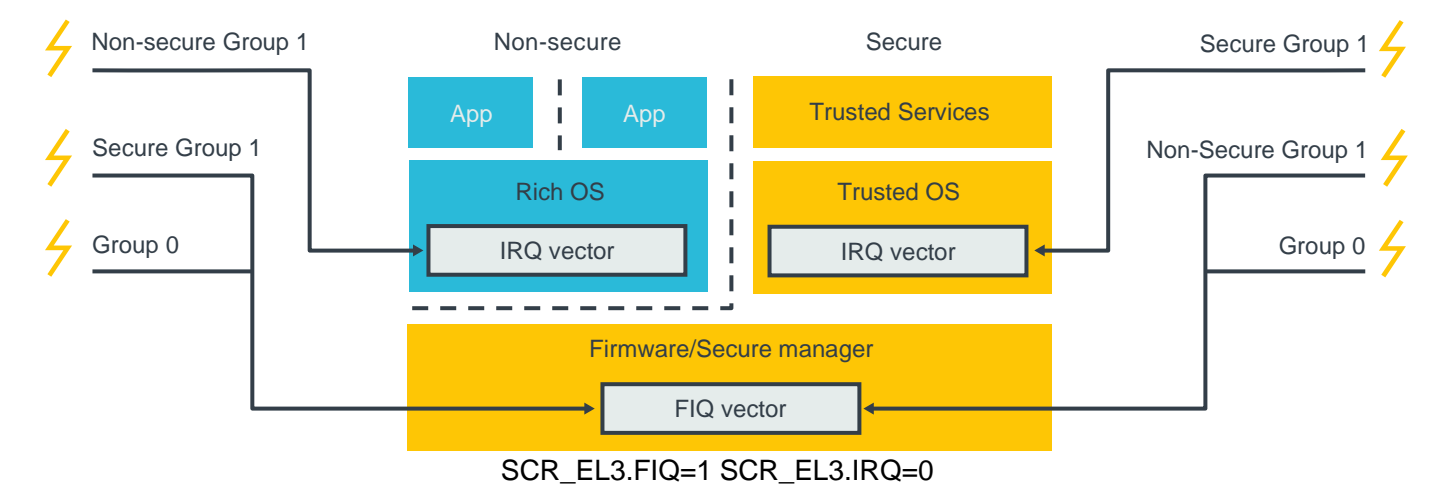 Non-secure Group 1
Non-secure
Secure
Secure Group 1
App
App
Trusted Services
Secure Group 1
Non-Secure Group 1
Rich OS
Trusted OS
Group 0
IRQ vector
IRQ vector
Group 0
Firmware/Secure manager
FIQ vector
SCR_EL3.FIQ=1 SCR_EL3.IRQ=0